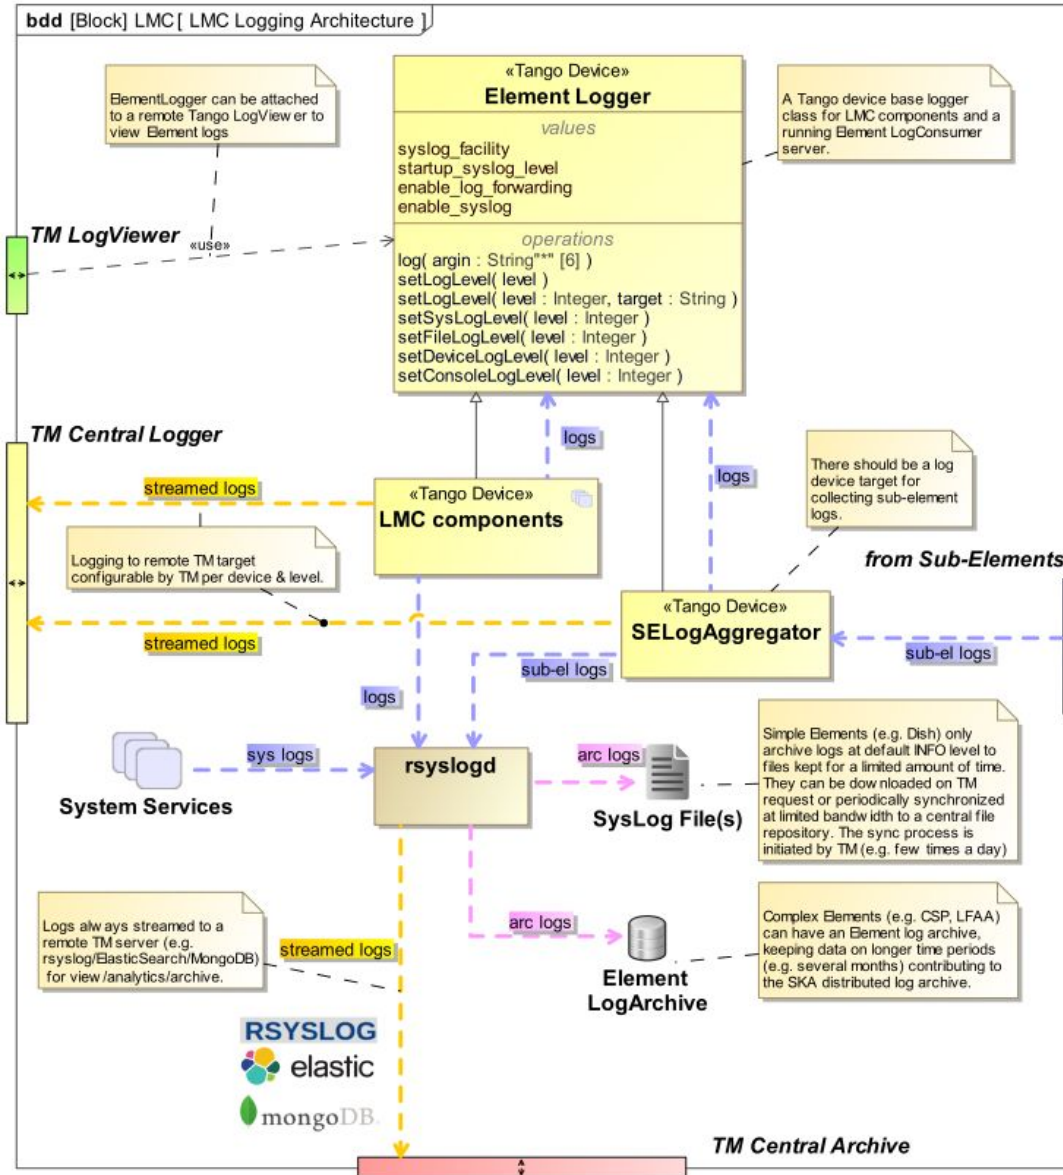 bdd [Block] LMC[ LMC Logging Architecture ]
ElementLogger can be attached
to a remote Tango LogViewer to
view Element logs
«Tango Device»
Element Logger
values
syslog_facility
startup_syslog_level
enable_log_forwarding
enable_syslog
operations
log( argin : String"*" [6] )
setLogLevel( level )
setLogLevel( level : Integer, target : String )
setSysLogLevel( level : Integer )
setFileLogLevel( level : Integer )
setDeviceLogLevel( level : Integer )
setConsoleLogLevel( level : Integer )
A Tango device base logger
class for LMC components and a
running Element LogConsumer
server.
TM LogViewer
«use»
TM Central Logger
logs
logs
streamed logs
«Tango Device»
LMC components
There should be a log
device target for
collecting sub-element
logs.
Logging to remote TM target
configurable by TM per device & level.
from Sub-Elements
streamed logs
«Tango Device»
SELogAggregator
sub-el logs
sub-el logs
logs
sys logs
System Services
rsyslogd
arc logs
SysLog File(s)
Simple Elements (e.g. Dish) only
archive logs at default INFO level to
files kept for a limited amount of time.
They can be downloaded on TM
request or periodically synchronized
at limited bandwidth to a central file
repository. The sync process is
initiated by TM (e.g. few times a day)
Logs always streamed to a
remote TM server (e.g.
rsyslog/ElasticSearch/MongoDB)
for view/analytics/archive.
streamed logs
arc logs
Element
LogArchive
Complex Elements (e.g. CSP, LFAA)
can have an Element log archive,
keeping data on longer time periods
(e.g. several months) contributing to
the SKA distributed log archive.
RSYSLOG
elastic
mongoDB.
TM Central Archive